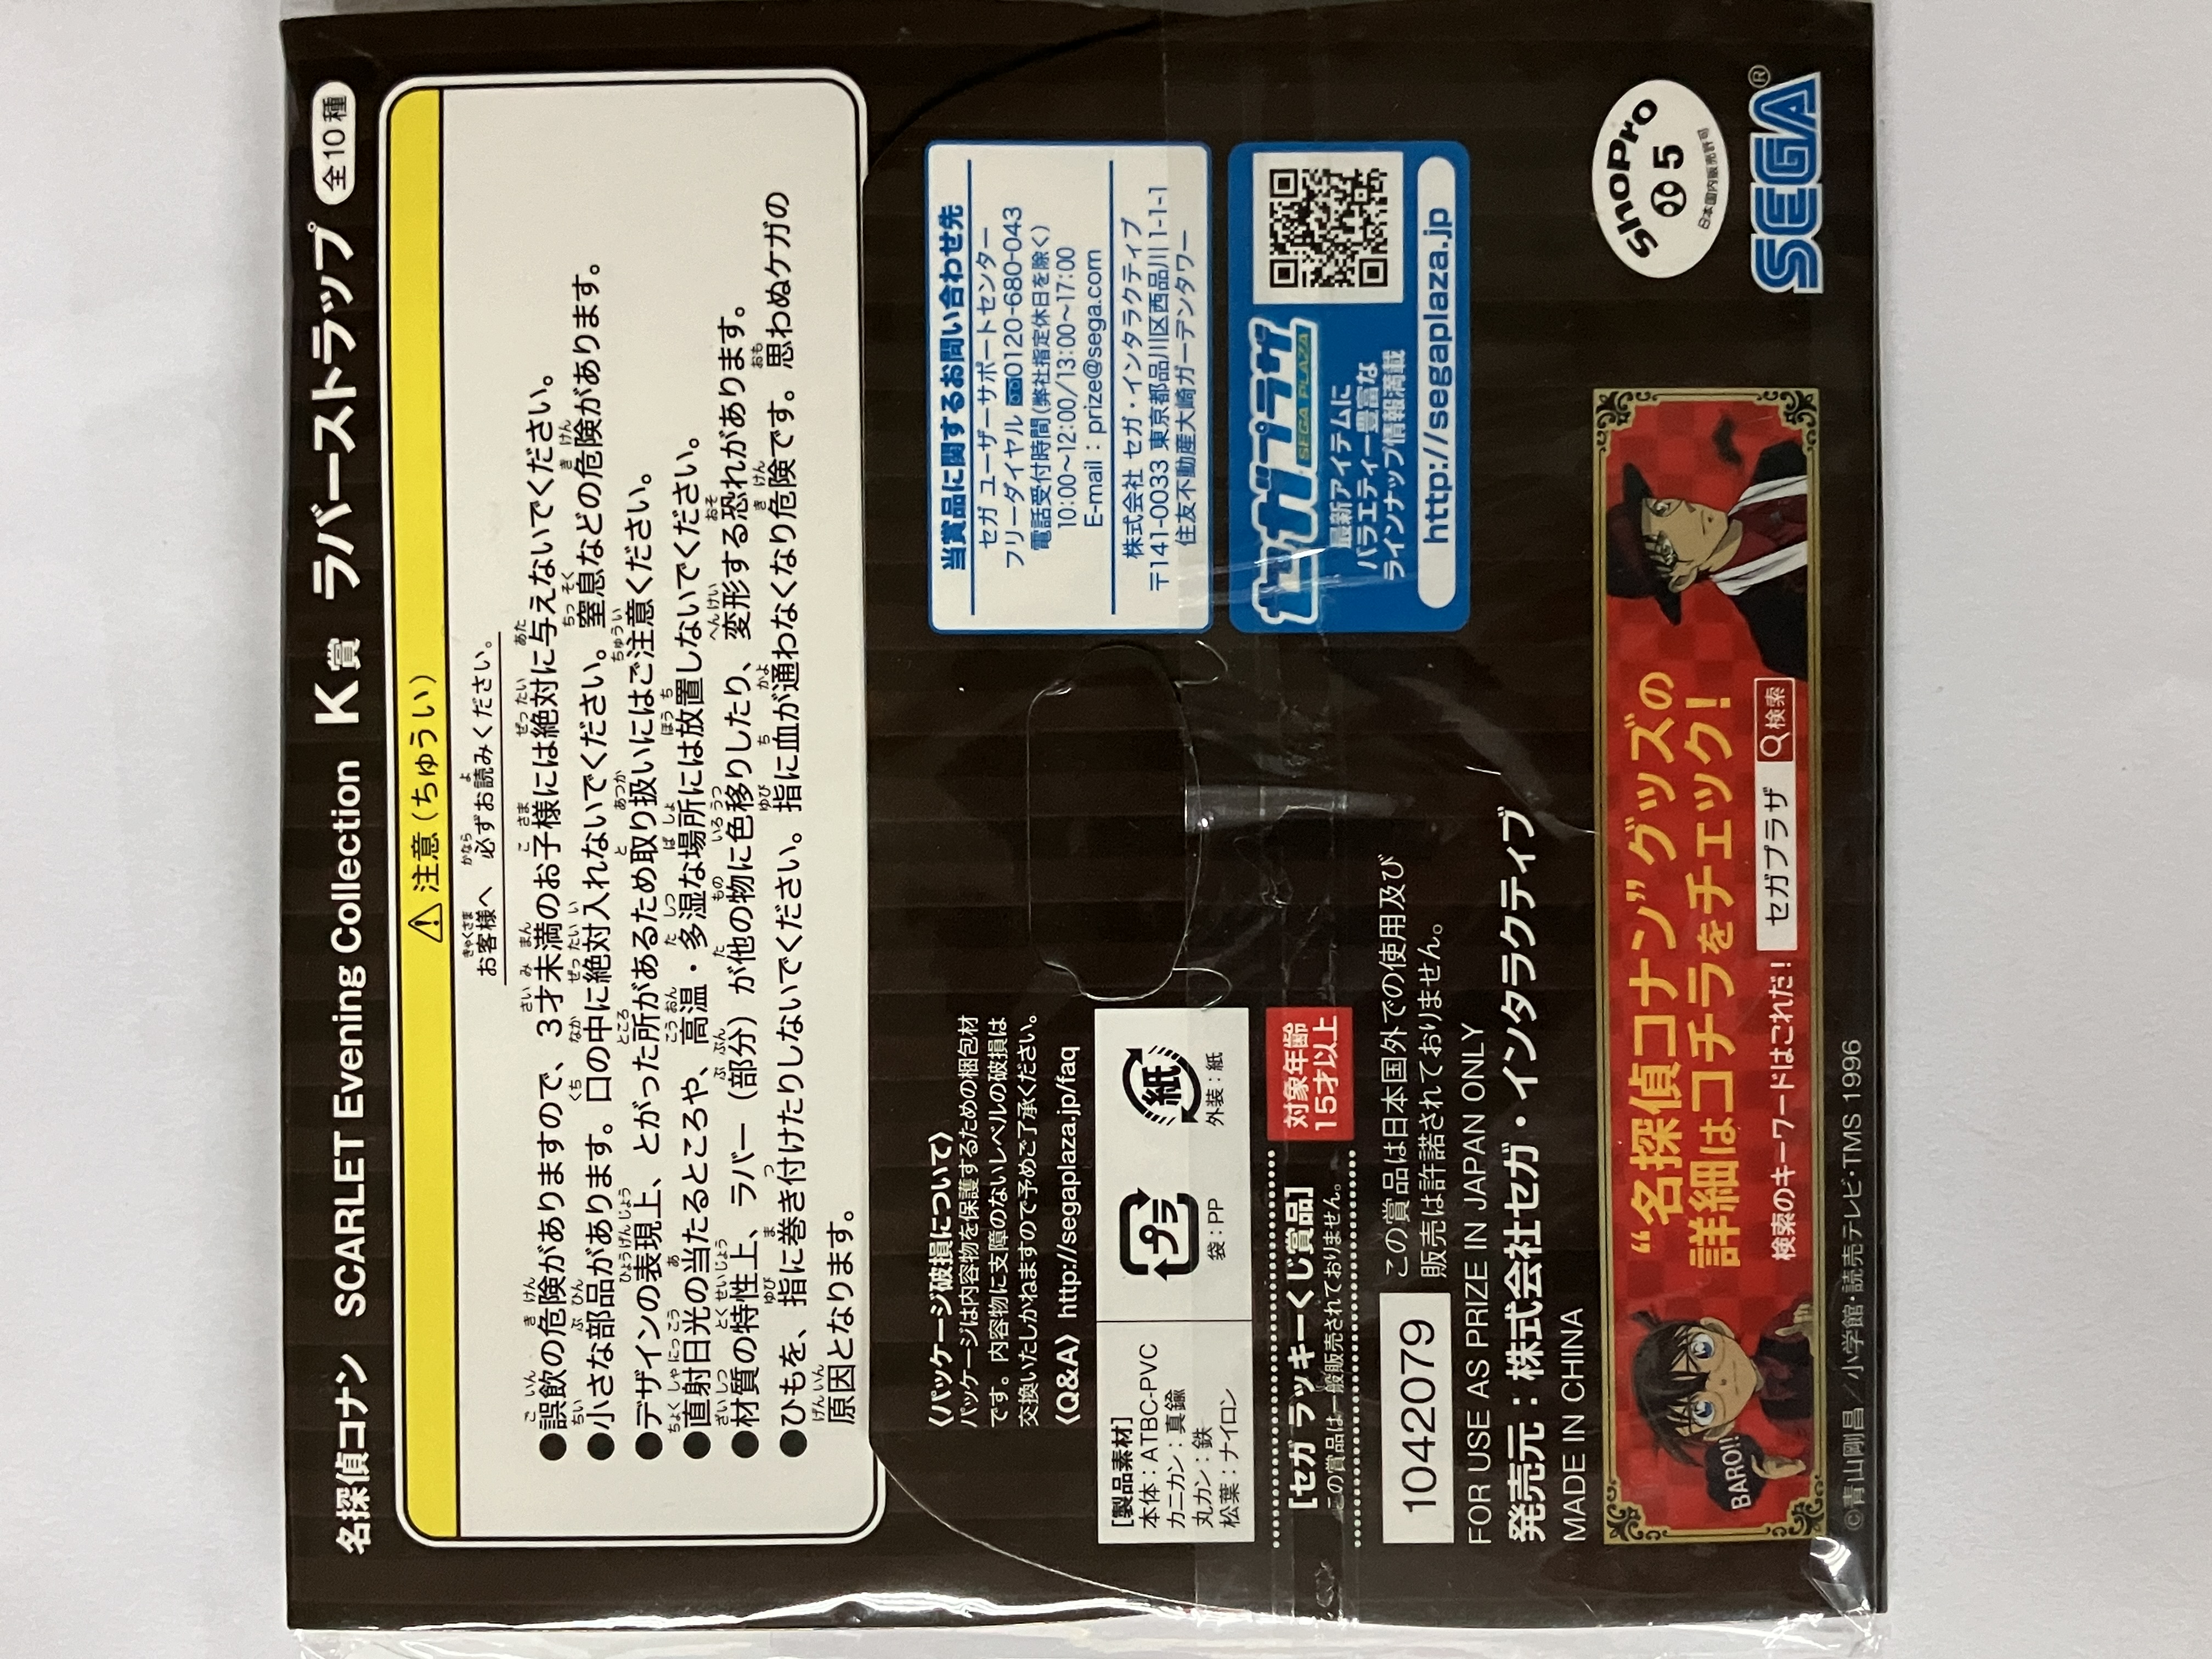 名探偵コナン SCARLET Evening Collection K賞 ラバーストラップ 全10種
⚠注意(ちゅうい)
お客様へ 必ずお読みください。
●誤飲の危険がありますので、3才未満のお子様には絶対に与えないでください。
●小さな部品があります。口の中に絶対入れないでください。窒息などの危険があります。
●デザインの表現上、とがった所があるため取り扱いにはご注意ください。
●直射日光の当たるところや、高温・多湿な場所には放置しないでください。
●材質の特性上、ラバー(部分)が他の物に色移りしたり、変形する恐れがあります。
●ひもを、指に巻き付けたりしないでください。指に血が通わなくなり危険です。思わぬケガの
原因となります。
〈パッケージ破損について〉
パッケージは内容物を保護するための梱包材
です。内容物に支障のないレベルの破損は
交換いたしかねますので予めご了承ください。
〈Q&A〉http://segaplaza.jp/faq
[製品素材]
本体:ATBC-PVC
カニカン:真鍮
丸カン:鉄
松葉:ナイロン
プラ
袋:PP
紙
外装:紙
[セガ ラッキーくじ賞品]
この賞品は一般販売されておりません。
対象年齢
15才以上
1042079
この賞品は日本国外での使用及び
販売は許諾されておりません。
FOR USE AS PRIZE IN JAPAN ONLY
発売元:株式会社セガ・インタラクティブ
MADE IN CHINA
当賞品に関するお問い合わせ先
セガ ユーザーサポートセンター
フリーダイヤル 0120-680-043
電話受付時間(弊社指定休日を除く)
10:00~12:00/13:00~17:00
E-mail:prize@sega.com
株式会社 セガ・インタラクティブ
〒141-0033 東京都品川区西品川1-1-1
住友不動産大崎ガーデンタワー
セガプラザ
SEGA PLAZA
最新アイテムに
バラエティー豊富な
ラインナップ情報満載
http://segaplaza.jp
"名探偵コナン"グッズの
詳細はコチラをチェック!
検索のキーワードはこれだ! セガプラザ 検索
BARO!!
ShoPro
小 5
日本国内販売許可
SEGA®
©青山剛昌/小学館・読売テレビ・TMS 1996